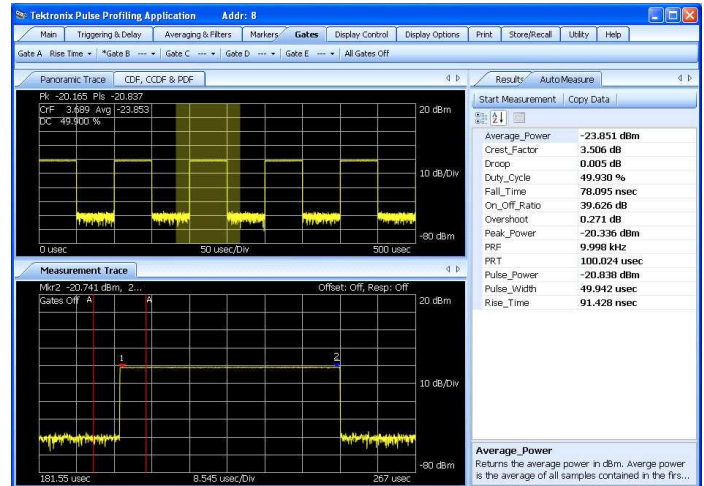 Tektronix Pulse Profiling Application Addr: 8
Main Triggering & Delay Averaging & Filters Markers Gates Display Control Display Options Print Store/Recall Utility Help
Gate A Rise Time *Gate B --- Gate C --- Gate D --- Gate E --- All Gates Off
Panoramic Trace CDF, CCDF & PDF
Pk -20.165 Pls -20.837
CrF 3.689 Avg -23.853
DC 49.900 %
20 dBm
10 dB/Div
-80 dBm
0 usec 50 usec/Div 500 usec
Measurement Trace
Mkr2 -20.741 dBm, 2... Offset: Off, Resp: Off
Gates Off A A
20 dBm
1 2
10 dB/Div
-80 dBm
181.55 usec 8.545 usec/Div 267 usec
Results Auto Measure
Start Measurement Copy Data
Average_Power -23.851 dBm
Crest_Factor 3.506 dB
Droop 0.005 dB
Duty_Cycle 49.930 %
Fall_Time 78.095 nsec
On_Off_Ratio 39.626 dB
Overshoot 0.271 dB
Peak_Power -20.336 dBm
PRF 9.998 kHz
PRT 100.024 usec
Pulse_Power -20.838 dBm
Pulse_Width 49.942 usec
Rise_Time 91.428 nsec
Average_Power
Returns the average power in dBm. Averge power
is the average of all samples contained in the firs...